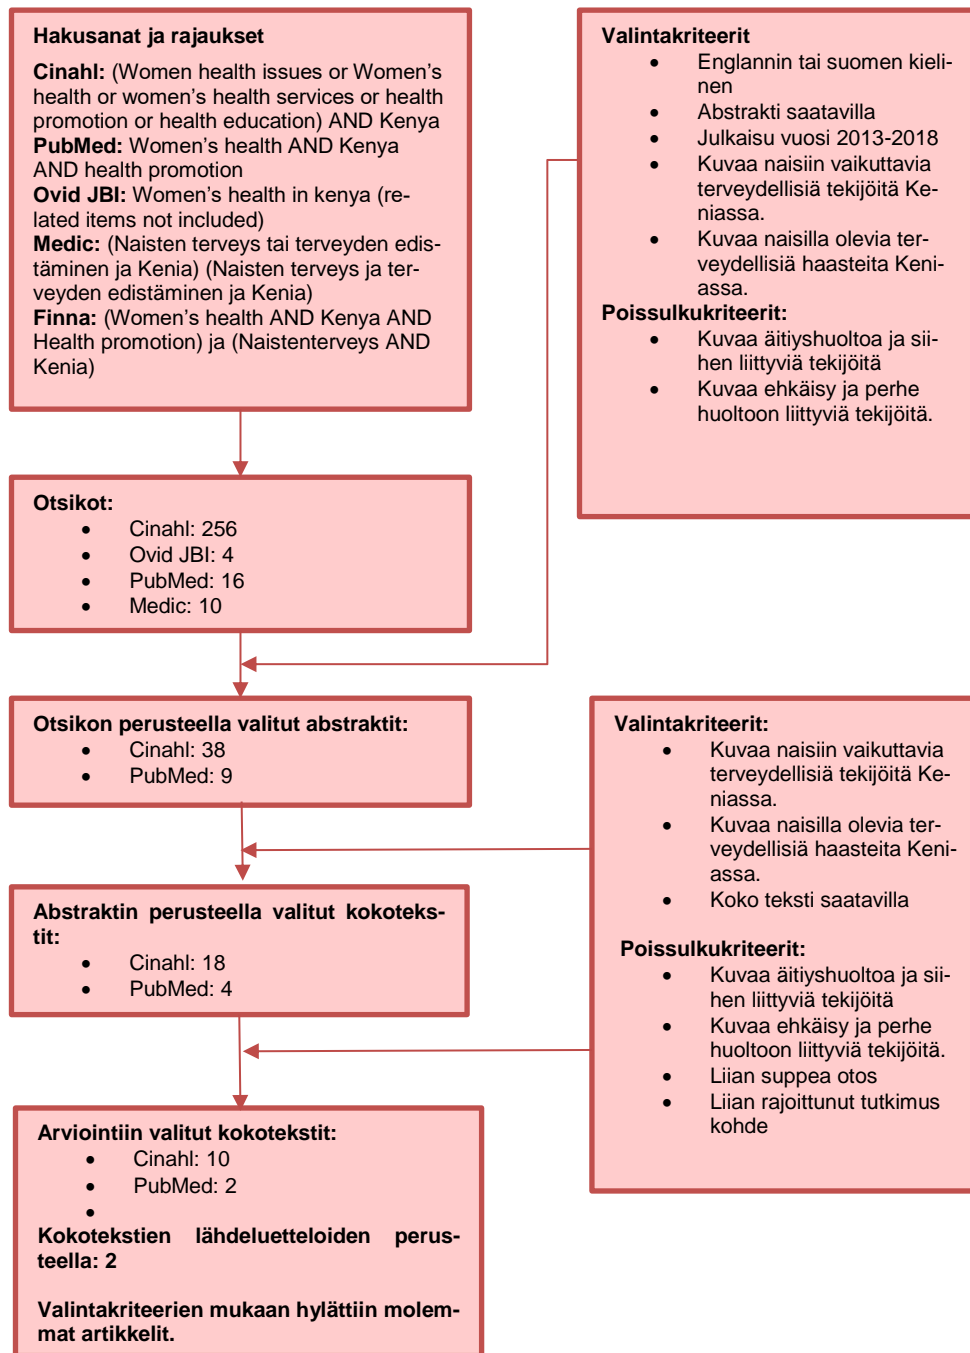 Hakusanat ja rajaukset
Cinahl: (Women health issues or Women's
health or women's health services or health
promotion or health education) AND Kenya
PubMed: Women's health AND Kenya
AND health promotion
Ovid JBI: Women's health in kenya (re-
lated items not included)
Medic: (Naisten terveys tai terveyden edis-
täminen ja Kenia) (Naisten terveys ja ter-
veyden edistäminen ja Kenia)
Finna: (Women's health AND Kenya AND
Health promotion) ja (Naistenterveys AND
Kenia)
Valintakriteerit
• Englannin tai suomen kieli-
nen
• Abstrakti saatavilla
• Julkaisu vuosi 2013-2018
• Kuvaa naisiin vaikuttavia
terveydellisiä tekijöitä Ke-
niassa.
• Kuvaa naisilla olevia ter-
veydellisiä haasteita Keni-
assa.
Poissulkukriteerit:
• Kuvaa äitiyshuoltoa ja sii-
hen liittyviä tekijöitä
• Kuvaa ehkäisy ja perhe
huoltoon liittyviä tekijöitä.
Otsikot:
• Cinahl: 256
• Ovid JBI: 4
• PubMed: 16
• Medic: 10
Otsikon perusteella valitut abstraktit:
• Cinahl: 38
• PubMed: 9
Valintakriteerit:
• Kuvaa naisiin vaikuttavia
terveydellisiä tekijöitä Ke-
niassa.
• Kuvaa naisilla olevia ter-
veydellisiä haasteita Keni-
assa.
• Koko teksti saatavilla
Poissulkukriteerit:
• Kuvaa äitiyshuoltoa ja sii-
hen liittyviä tekijöitä
• Kuvaa ehkäisy ja perhe
huoltoon liittyviä tekijöitä.
• Liian suppea otos
• Liian rajoittunut tutkimus
kohde
Abstraktin perusteella valitut kokoteks-
tit:
• Cinahl: 18
• PubMed: 4
Arviointiin valitut kokotekstit:
• Cinahl: 10
• PubMed: 2
•
Kokotekstien lähdeluetteloiden perus-
teella: 2
Valintakriteerien mukaan hylättiin molem-
mat artikkelit.